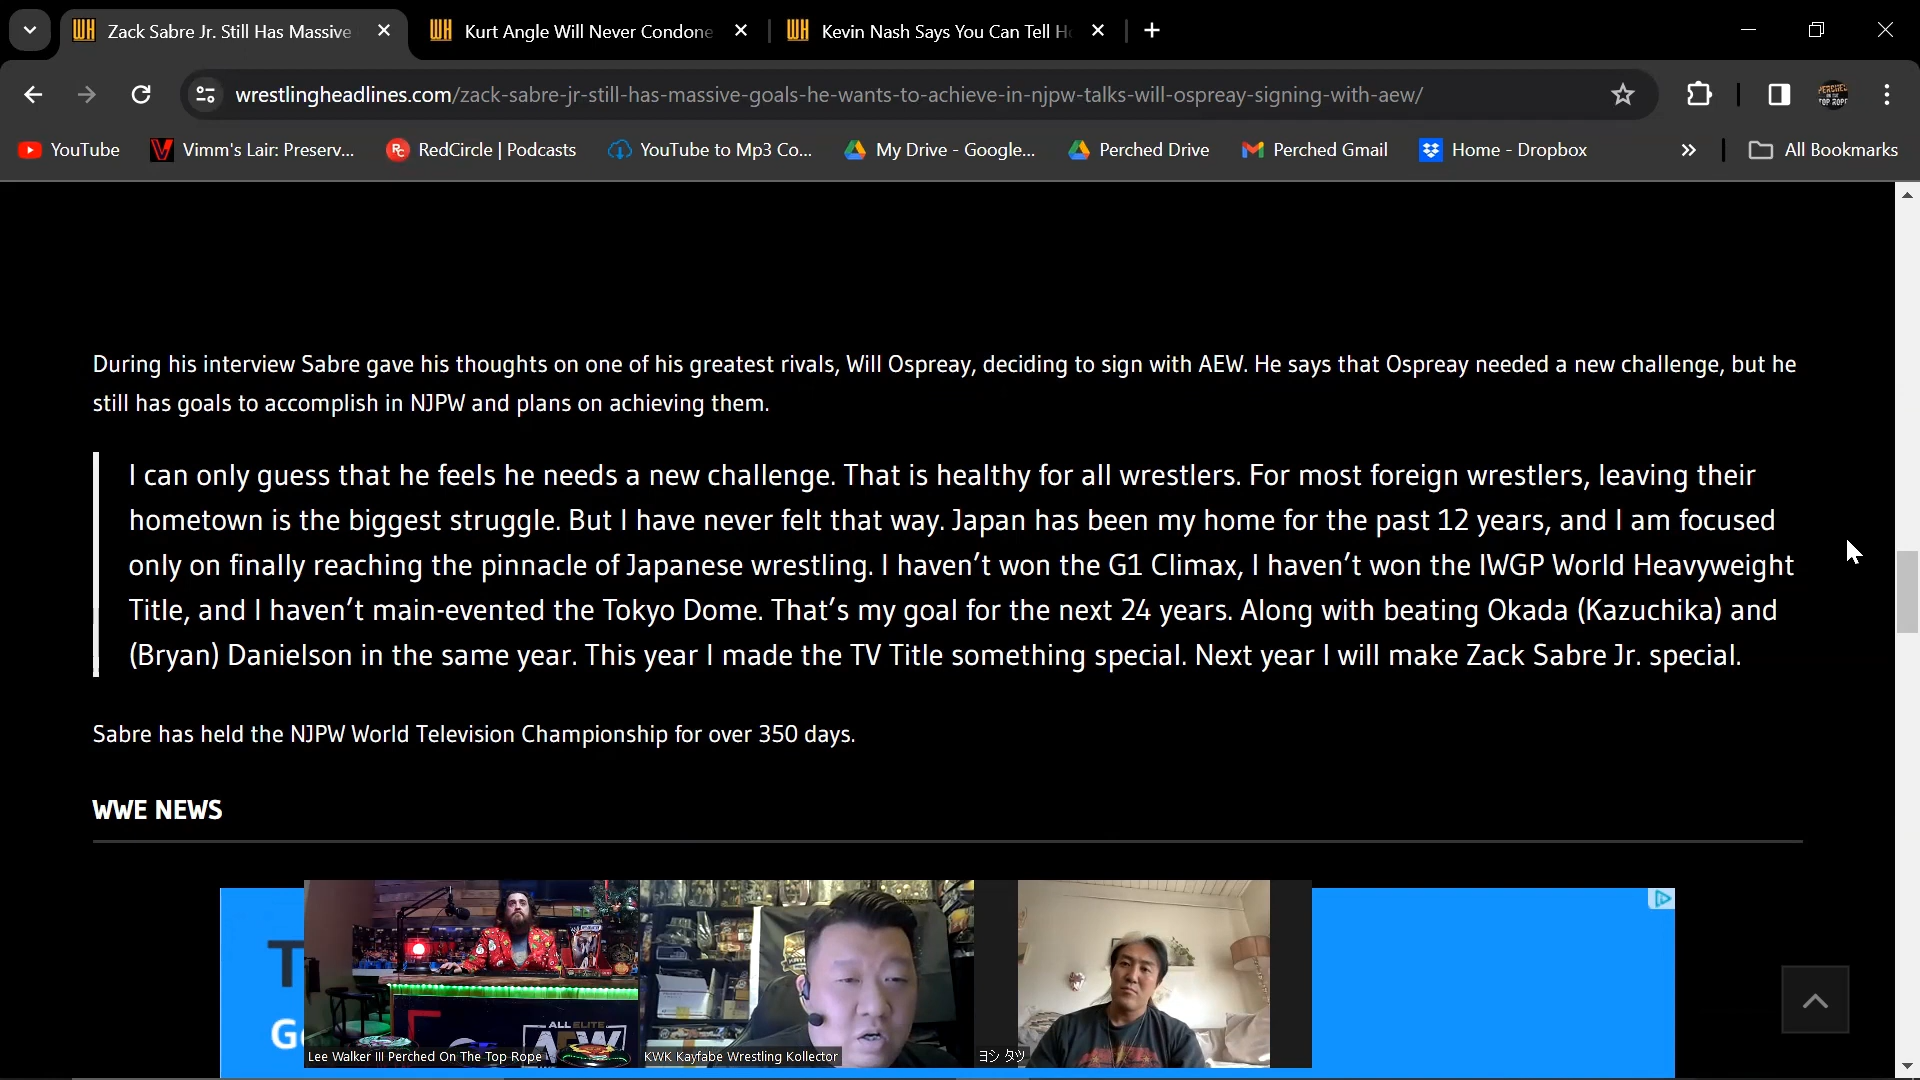 Zack Sabre Jr. Still Has Massive
Kurt Angle Will Never Condone
Kevin Nash Says You Can Tell H
wrestlingheadlines.com/zack-sabre-jr-still-has-massive-goals-he-wants-to-achieve-in-njpw-talks-will-ospreay-signing-with-aew/
YouTube
Vimm's Lair: Preserv...
RedCircle | Podcasts
YouTube to Mp3 Co...
My Drive - Google...
Perched Drive
Perched Gmail
Home - Dropbox
All Bookmarks
During his interview Sabre gave his thoughts on one of his greatest rivals, Will Ospreay, deciding to sign with AEW. He says that Ospreay needed a new challenge, but he
still has goals to accomplish in NJPW and plans on achieving them.
I can only guess that he feels he needs a new challenge. That is healthy for all wrestlers. For most foreign wrestlers, leaving their
hometown is the biggest struggle. But I have never felt that way. Japan has been my home for the past 12 years, and I am focused
only on finally reaching the pinnacle of Japanese wrestling. I haven’t won the G1 Climax, I haven’t won the IWGP World Heavyweight
Title, and I haven’t main-evented the Tokyo Dome. That’s my goal for the next 24 years. Along with beating Okada (Kazuchika) and
(Bryan) Danielson in the same year. This year I made the TV Title something special. Next year I will make Zack Sabre Jr. special.
Sabre has held the NJPW World Television Championship for over 350 days.
WWE NEWS
ALL ELITE
AEW
Lee Walker III Perched On The Top Rope
KWK Kayfabe Wrestling Kollector
ヨシ タツ